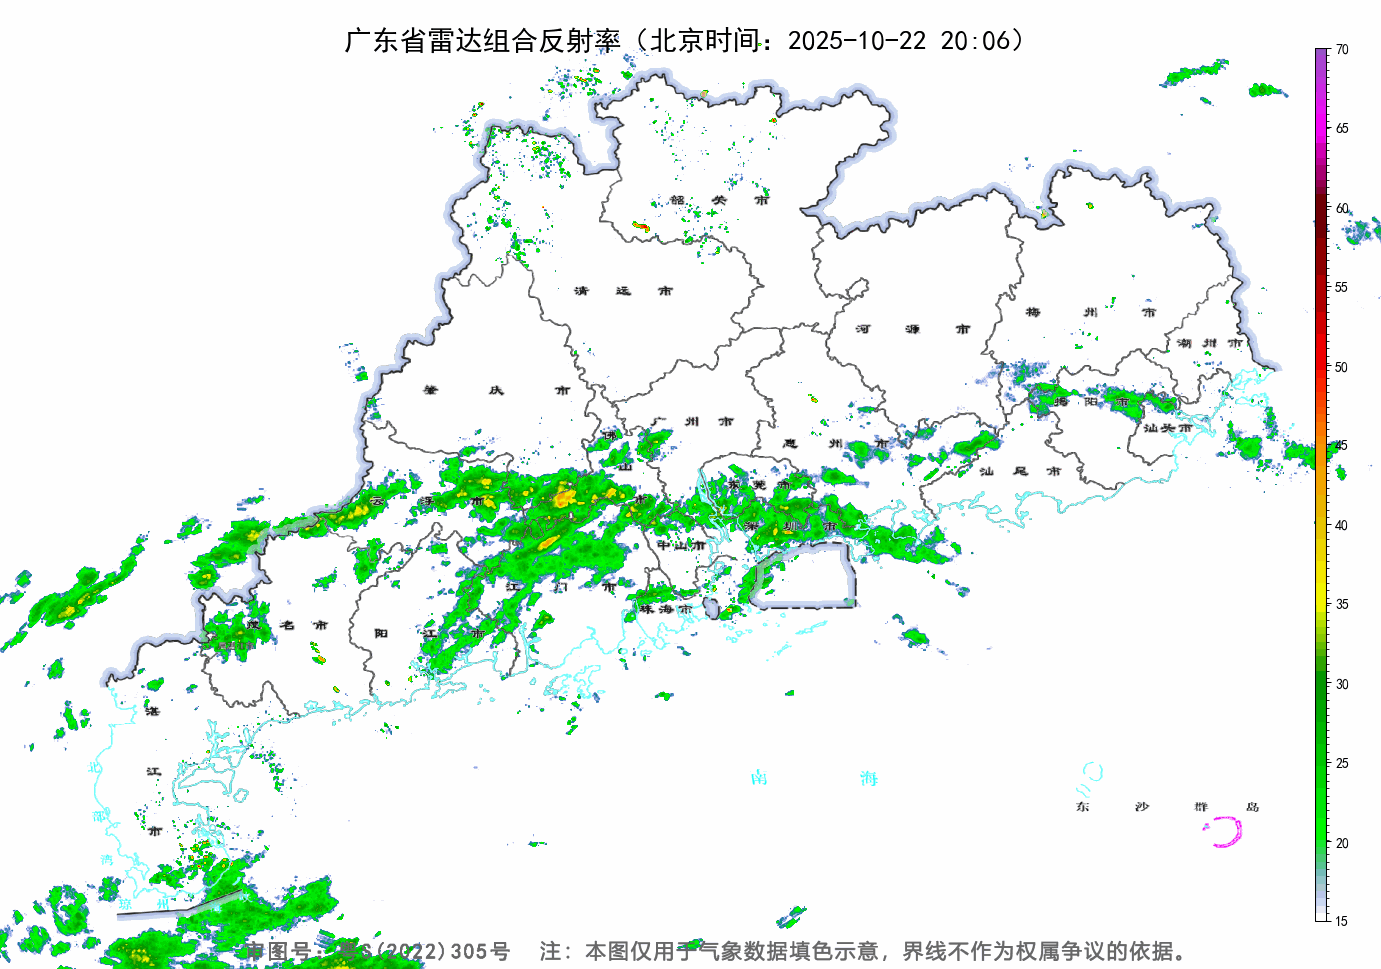 广东省雷达组合反射率（北京时间：2025-10-22 20:06）
70
65
60
55
50
45
40
35
30
25
20
15
韶关市
清远市
河源市
梅州市
潮州市
肇庆市
广州市
佛山市
惠州市
揭阳市
汕头市
汕尾市
云浮市
东莞市
深圳市
中山市
江门市
珠海市
茂名市
阳江市
湛江市
北部湾
琼州
南海
东沙群岛
审图号：粤S(2022)305号 注：本图仅用于气象数据填色示意，界线不作为权属争议的依据。